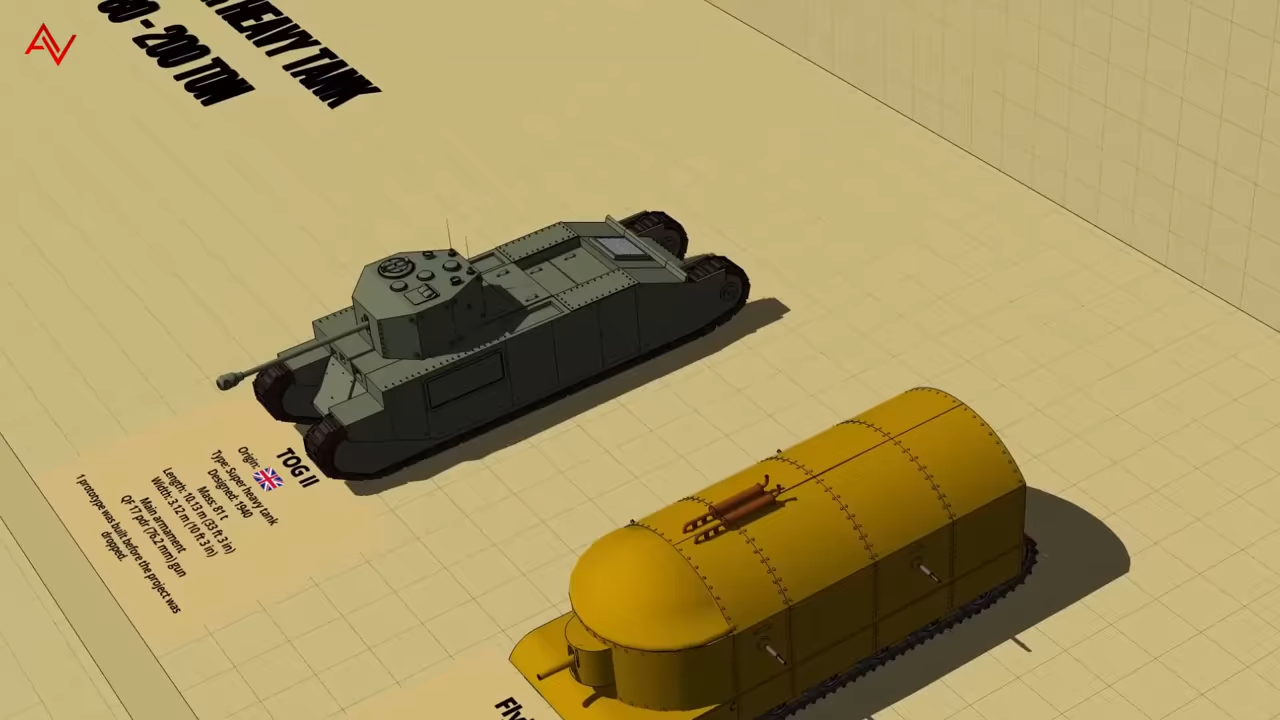 HEAVY TANK
80 - 200 TON
TOG II
Origin:
Type: Super heavy tank
Designed: 1940
Mass: 81 t
Length: 10.13 m (33 ft 3 in)
Width: 3.12 m (10 ft 3 in)
Main armament
QF 17 pdr (76.2 mm) gun
1 prototype was built before the project was
dropped.